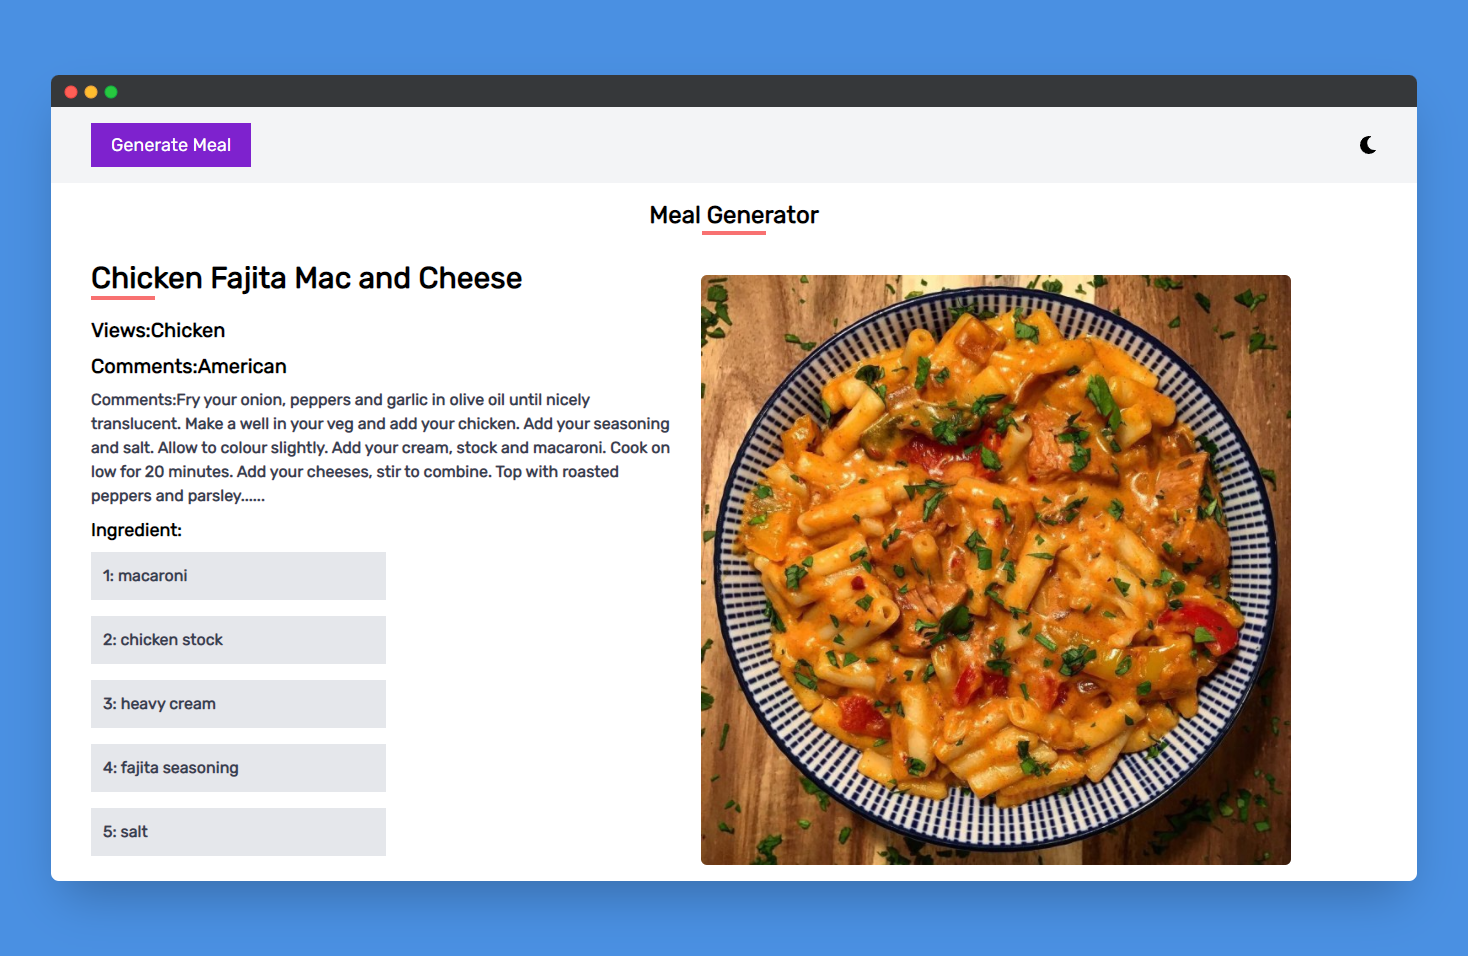 Generate Meal
Meal Generator
Chicken Fajita Mac and Cheese
Views:Chicken
Comments:American
Comments:Fry your onion, peppers and garlic in olive oil until nicely
translucent. Make a well in your veg and add your chicken. Add your seasoning
and salt. Allow to colour slightly. Add your cream, stock and macaroni. Cook on
low for 20 minutes. Add your cheeses, stir to combine. Top with roasted
peppers and parsley......
Ingredient:
1: macaroni
2: chicken stock
3: heavy cream
4: fajita seasoning
5: salt